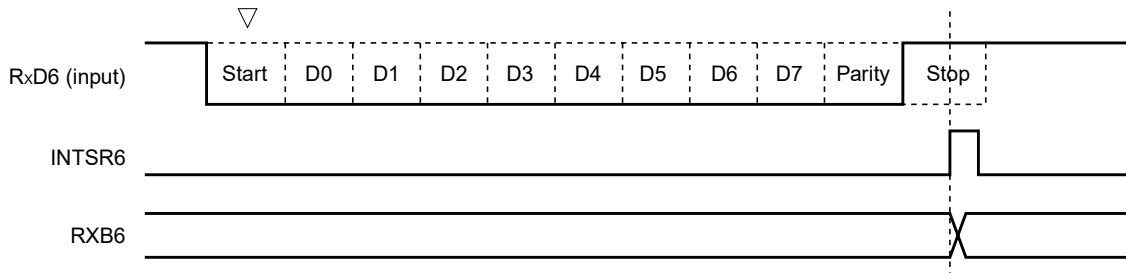 RxD6 (input) Start D0 D1 D2 D3 D4 D5 D6 D7 Parity Stop
INTSR6
RXB6